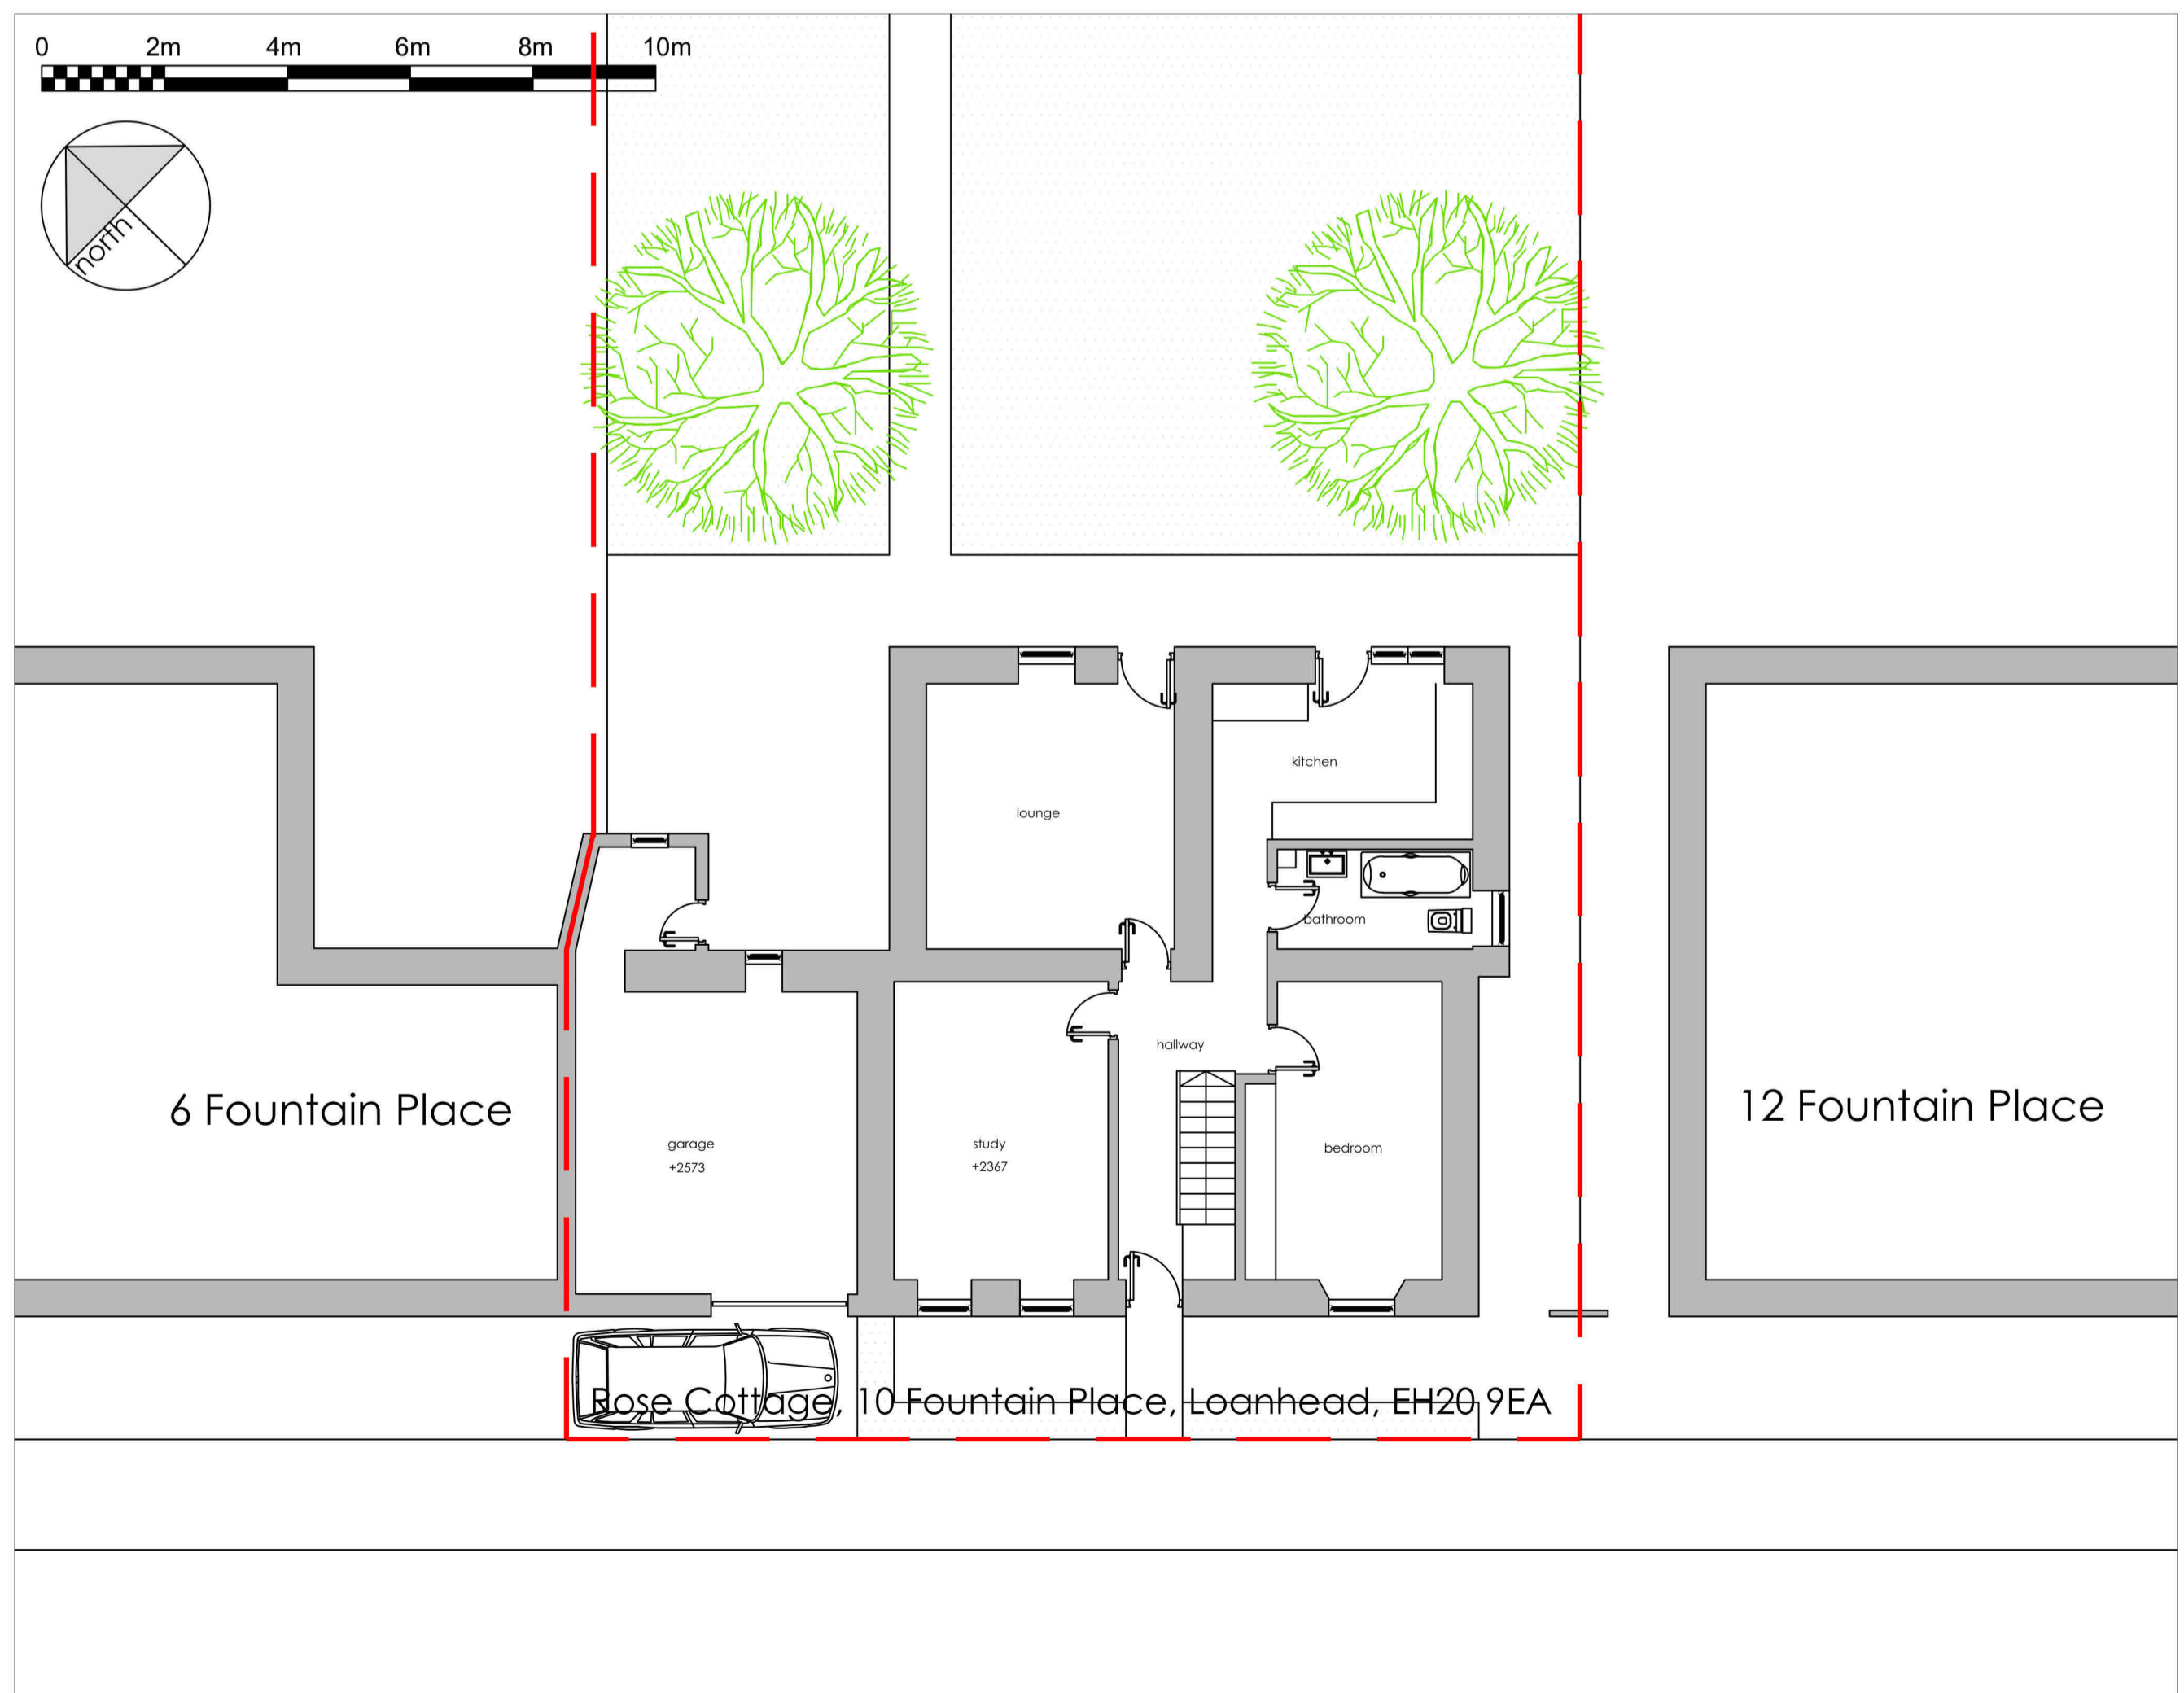 0 2m 4m 6m 8m 10m
north
kitchen
lounge
bathroom
hallway
6 Fountain Place
12 Fountain Place
garage
+2573
study
+2367
bedroom
Rose Cottage, 10 Fountain Place, Loanhead, EH20 9EA